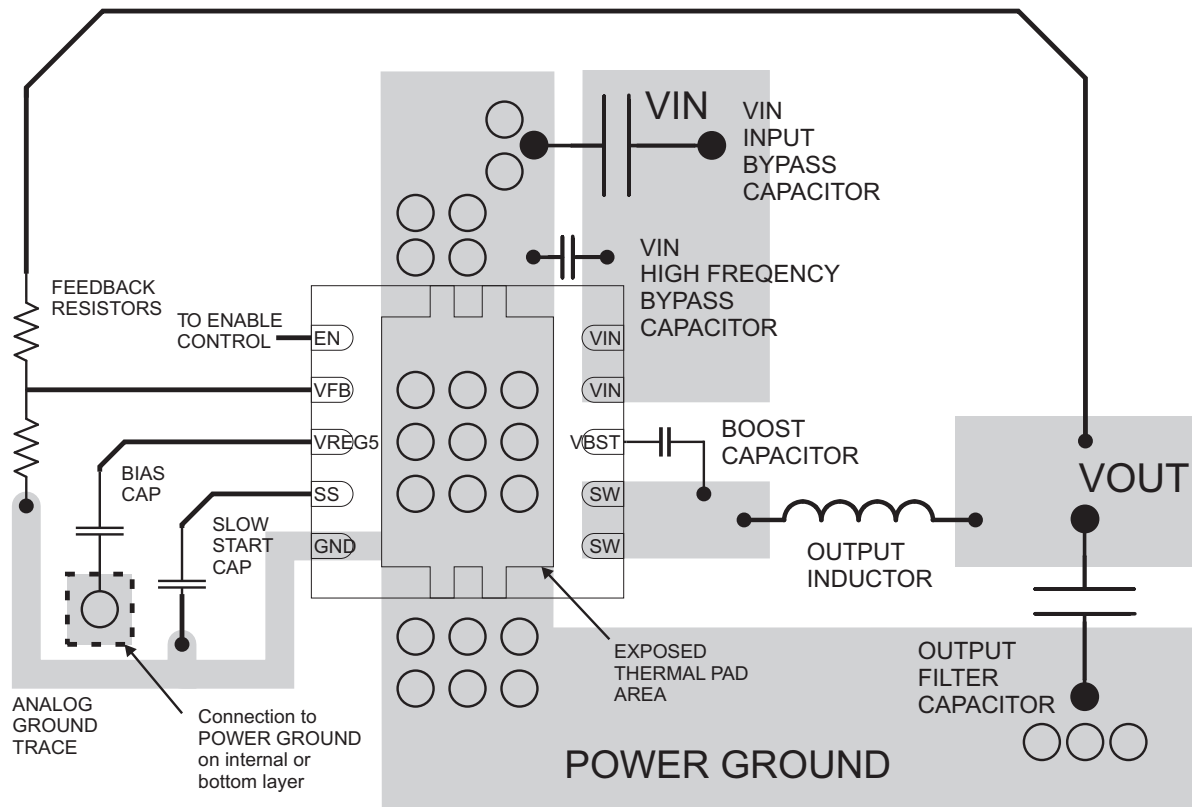 VIN
VIN
INPUT
BYPASS
CAPACITOR
VIN
HIGH FREQENCY
BYPASS
CAPACITOR
FEEDBACK
RESISTORS
TO ENABLE
CONTROL
EN
VFB
VREG5
SS
GND
VIN
VIN
VBST
SW
SW
BOOST
CAPACITOR
VOUT
BIAS
CAP
SLOW
START
CAP
OUTPUT
INDUCTOR
EXPOSED
THERMAL PAD
AREA
OUTPUT
FILTER
CAPACITOR
ANALOG
GROUND
TRACE
Connection to
POWER GROUND
on internal or
bottom layer
POWER GROUND